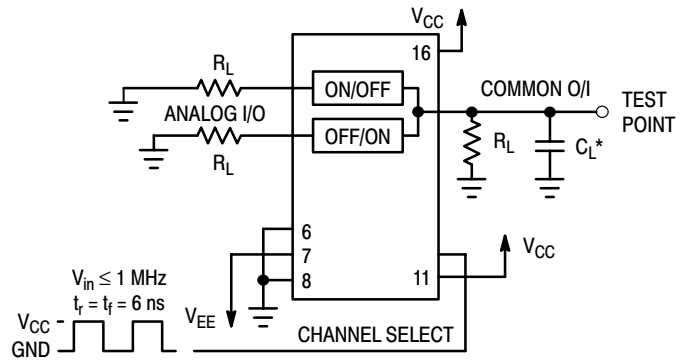 V_CC
16
R_L
ON/OFF
COMMON O/I
TEST
POINT
ANALOG I/O
OFF/ON
R_L
R_L
C_L*
6
7
8
11
V_CC
V_in ≤ 1 MHz
t_r = t_f = 6 ns
V_EE
V_CC
GND
CHANNEL SELECT